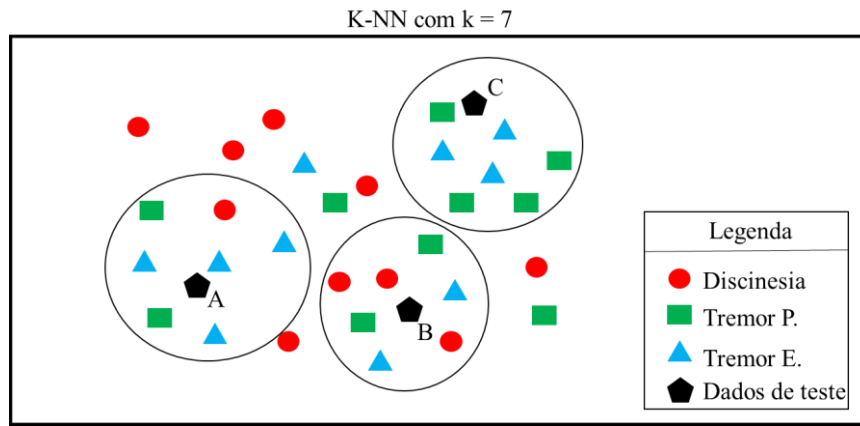 K-NN com k = 7
C
A
B
Legenda
Discinesia
Tremor P.
Tremor E.
Dados de teste